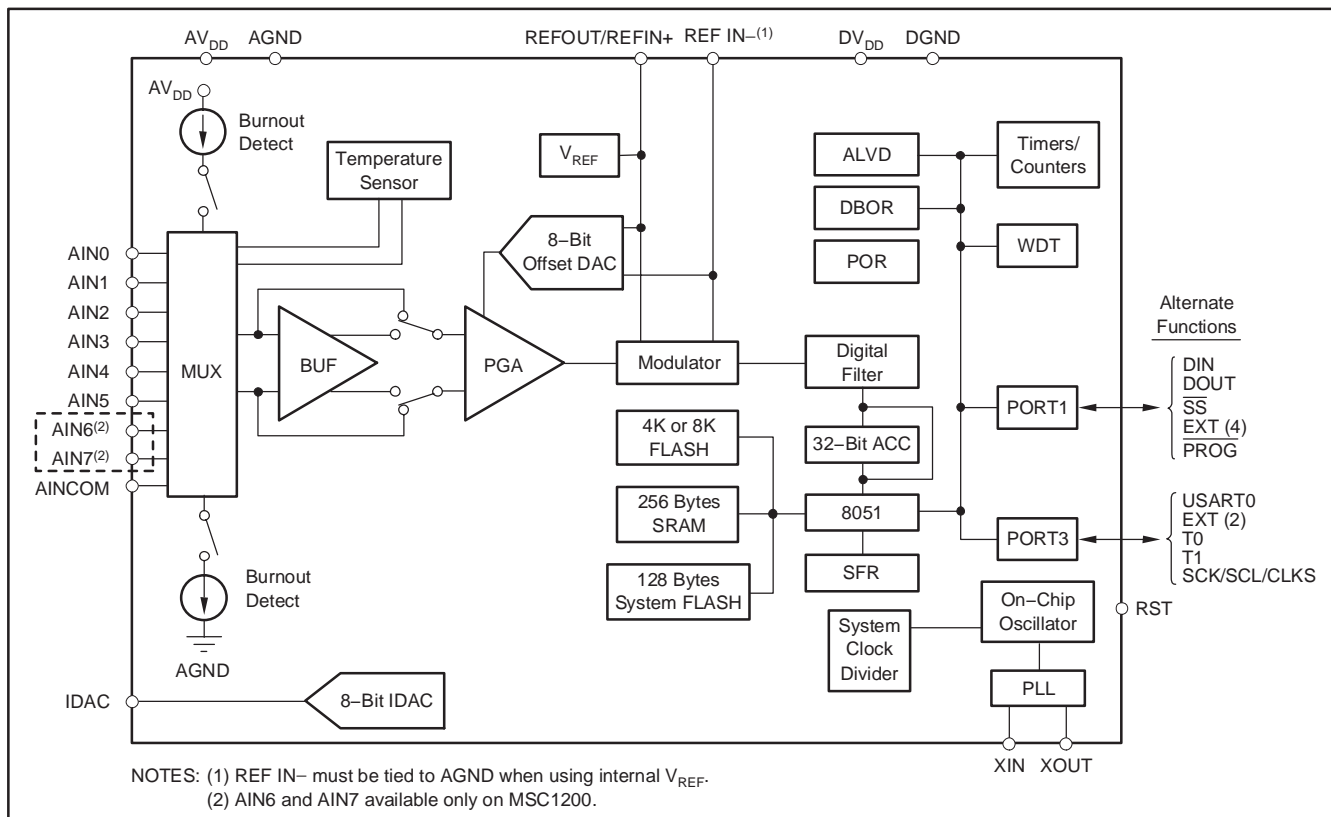 AVDD
AGND
REFOUT/REFIN+
REF IN–(1)
DVDD
DGND
AVDD
Burnout
Detect
Temperature
Sensor
VREF
ALVD
Timers/
Counters
DBOR
WDT
POR
8–Bit
Offset DAC
AIN0
AIN1
AIN2
AIN3
AIN4
AIN5
AIN6(2)
AIN7(2)
AINCOM
MUX
BUF
PGA
Modulator
Digital
Filter
Alternate
Functions
DIN
DOUT
SS
EXT (4)
PROG
PORT1
4K or 8K
FLASH
32–Bit ACC
256 Bytes
SRAM
8051
PORT3
USART0
EXT (2)
T0
T1
SCK/SCL/CLKS
128 Bytes
System FLASH
SFR
Burnout
Detect
AGND
On–Chip
Oscillator
RST
System
Clock
Divider
PLL
IDAC
8–Bit IDAC
XIN
XOUT
NOTES: (1) REF IN– must be tied to AGND when using internal VREF.
(2) AIN6 and AIN7 available only on MSC1200.